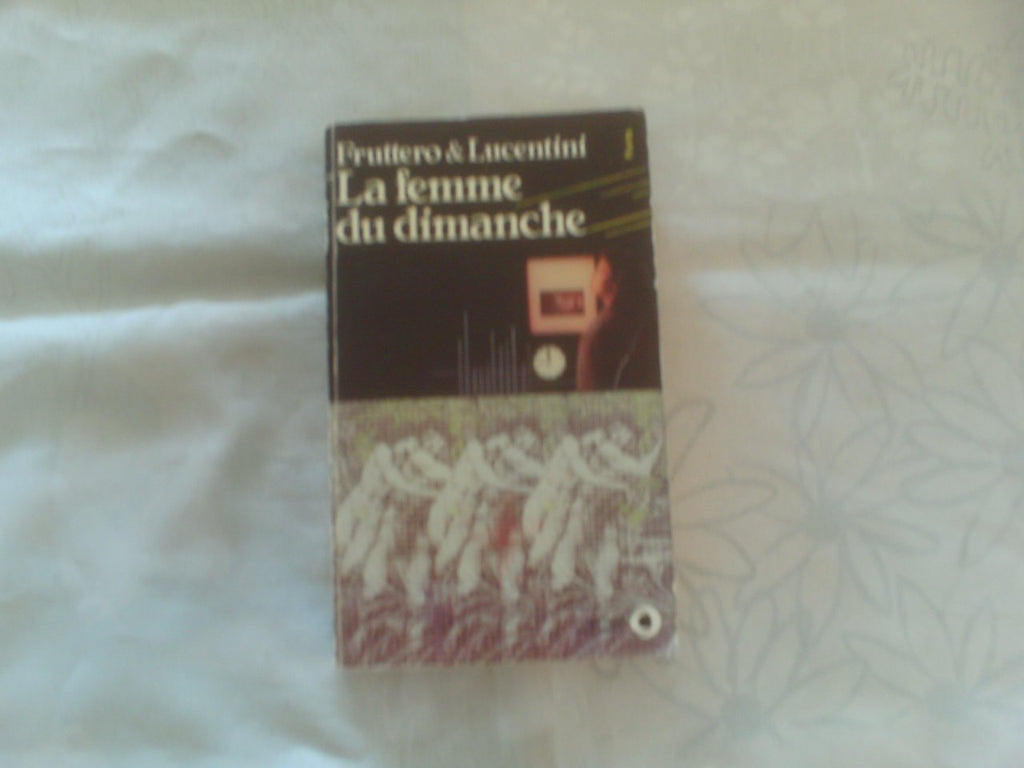 Fruttero & Lucentini
La femme
du dimanche